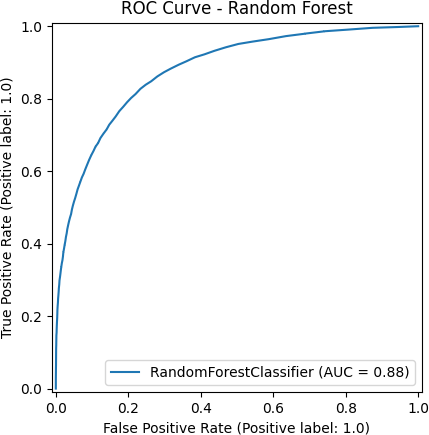 ROC Curve - Random Forest
True Positive Rate (Positive label: 1.0)
1.0
0.8
0.6
0.4
0.2
0.0
RandomForestClassifier (AUC = 0.88)
0.0 0.2 0.4 0.6 0.8 1.0
False Positive Rate (Positive label: 1.0)